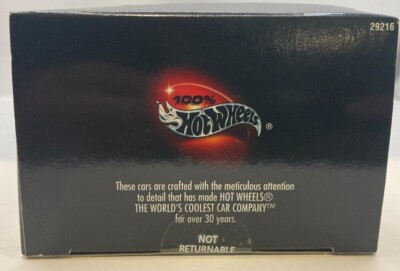 29216
100%
HOT WHEELS®
These cars are crafted with the meticulous attention
to detail that has made HOT WHEELS®
THE WORLD'S COOLEST CAR COMPANY™
for over 30 years.
NOT
RETURNABLE